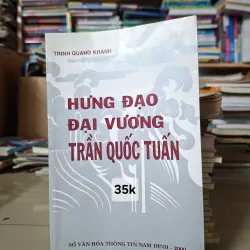 TRỊNH QUANG KHANH
HƯNG ĐẠO
ĐẠI VƯƠNG
TRẦN QUỐC TUẤN
35k
SỞ VĂN HÓA THÔNG TIN NAM ĐỊNH - 2000